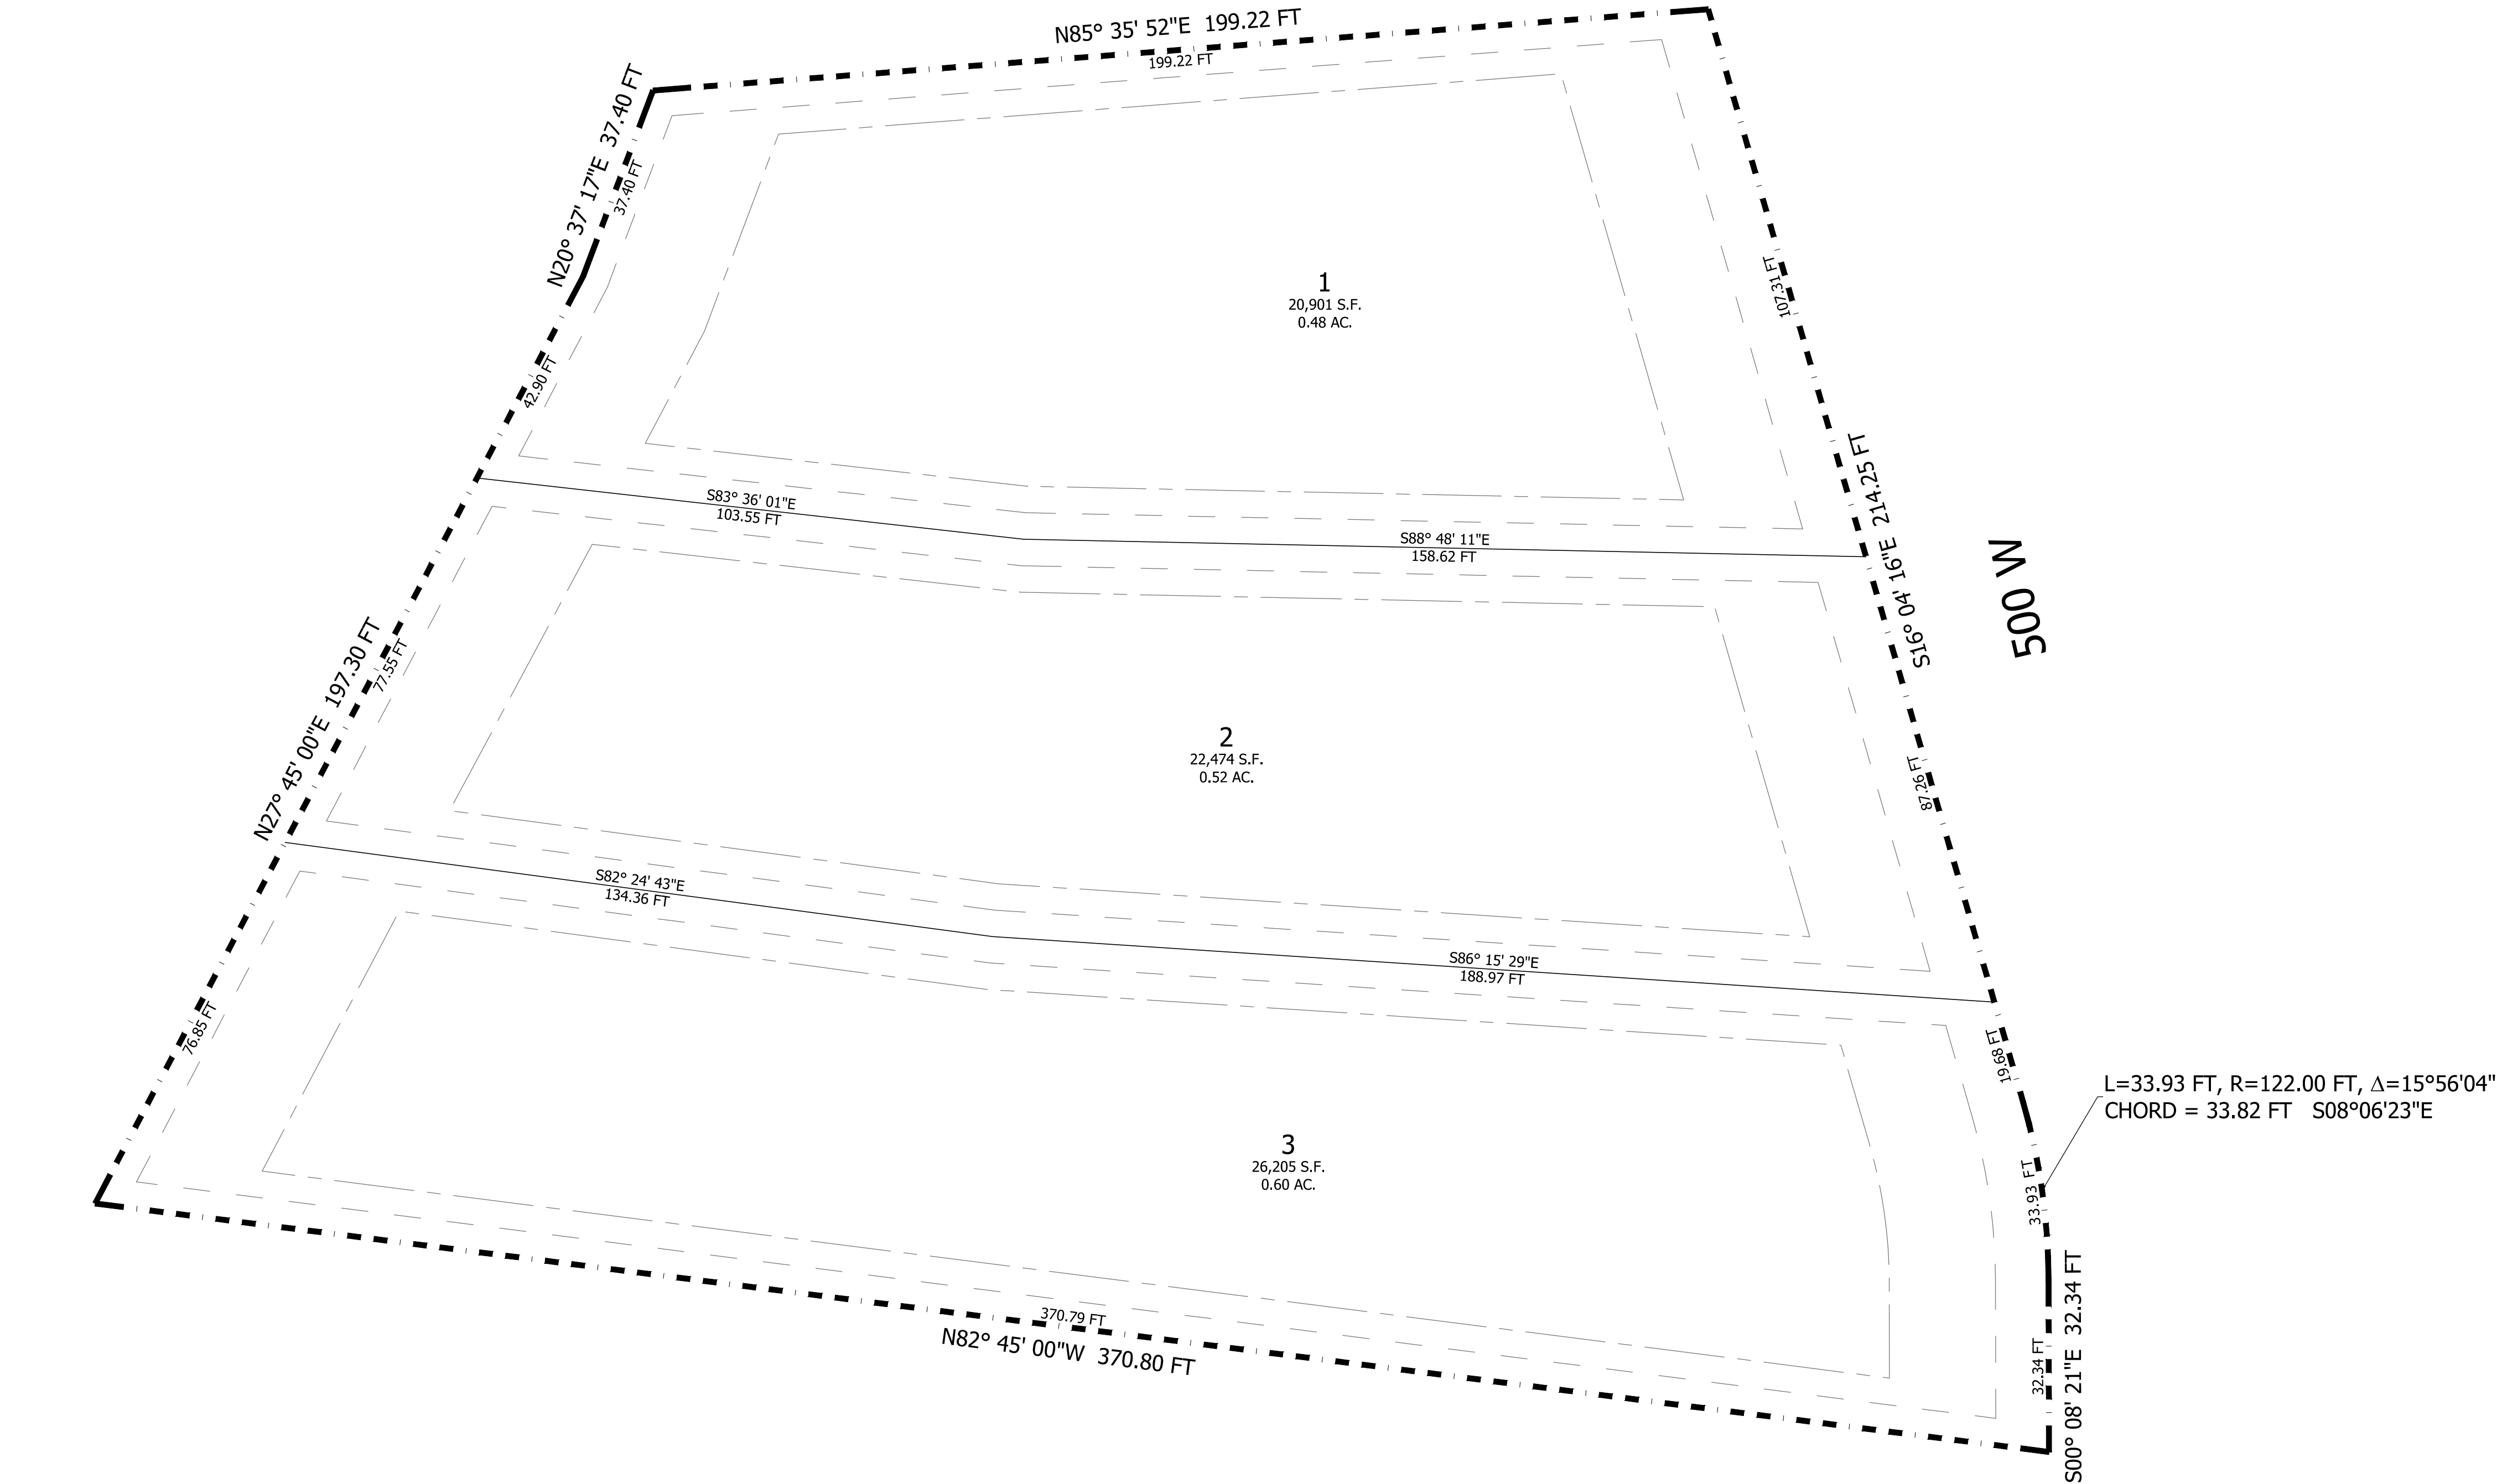 N85° 35' 52"E  199.22 FT
199.22 FT
N20° 37' 17"E  37.40 FT
37.40 FT
42.90 FT
107.31 FT
1
20,901 S.F.
0.48 AC.
S83° 36' 01"E
103.55 FT
S88° 48' 11"E
158.62 FT
S16° 04' 16"E  214.25 FT
500 W
N27° 45' 00"E  197.30 FT
77.55 FT
2
22,474 S.F.
0.52 AC.
87.26 FT
S82° 24' 43"E
134.36 FT
S86° 15' 29"E
188.97 FT
76.85 FT
19.68 FT
L=33.93 FT, R=122.00 FT, Δ=15°56'04"
CHORD = 33.82 FT   S08°06'23"E
3
26,205 S.F.
0.60 AC.
33.93 FT
370.79 FT
N82° 45' 00"W  370.80 FT
32.34 FT
S00° 08' 21"E  32.34 FT